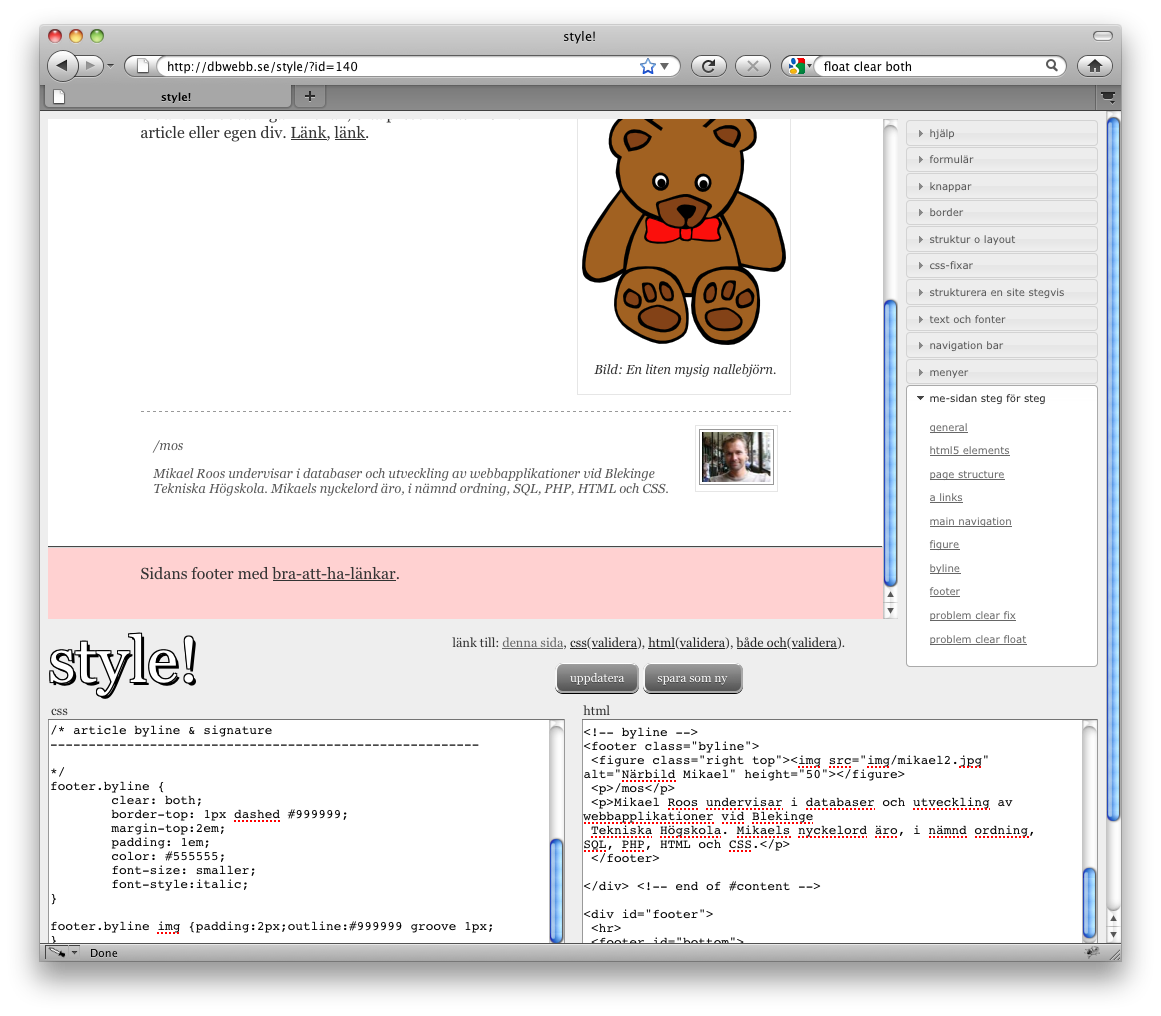 style!
http://dbwebb.se/style/?id=140
float clear both
style!
article eller egen div. Länk, länk.
Bild: En liten mysig nallebjörn.
/mos
Mikael Roos undervisar i databaser och utveckling av webbapplikationer vid Blekinge
Tekniska Högskola. Mikaels nyckelord äro, i nämnd ordning, SQL, PHP, HTML och CSS.
Sidans footer med bra-att-ha-länkar.
hjälp
formulär
knappar
border
struktur o layout
css-fixar
strukturera en site stegvis
text och fonter
navigation bar
menyer
me-sidan steg för steg
general
html5 elements
page structure
a links
main navigation
figure
byline
footer
problem clear fix
problem clear float
style!
länk till: denna sida, css(validera), html(validera), både och(validera).
uppdatera
spara som ny
css
/* article byline & signature
--------------------------------------------------------
*/
footer.byline {
clear: both;
border-top: 1px dashed #999999;
margin-top:2em;
padding: 1em;
color: #555555;
font-size: smaller;
font-style:italic;
}
footer.byline img {padding:2px;outline:#999999 groove 1px;
}
html
<!-- byline -->
<footer class="byline">
<figure class="right top"><img src="img/mikael2.jpg"
alt="Närbild Mikael" height="50"></figure>
<p>/mos</p>
<p>Mikael Roos undervisar i databaser och utveckling av
webbapplikationer vid Blekinge
Tekniska Högskola. Mikaels nyckelord äro, i nämnd ordning,
SQL, PHP, HTML och CSS.</p>
</footer>
</div> <!-- end of #content -->
<div id="footer">
<hr>
<footer id="bottom">
Done